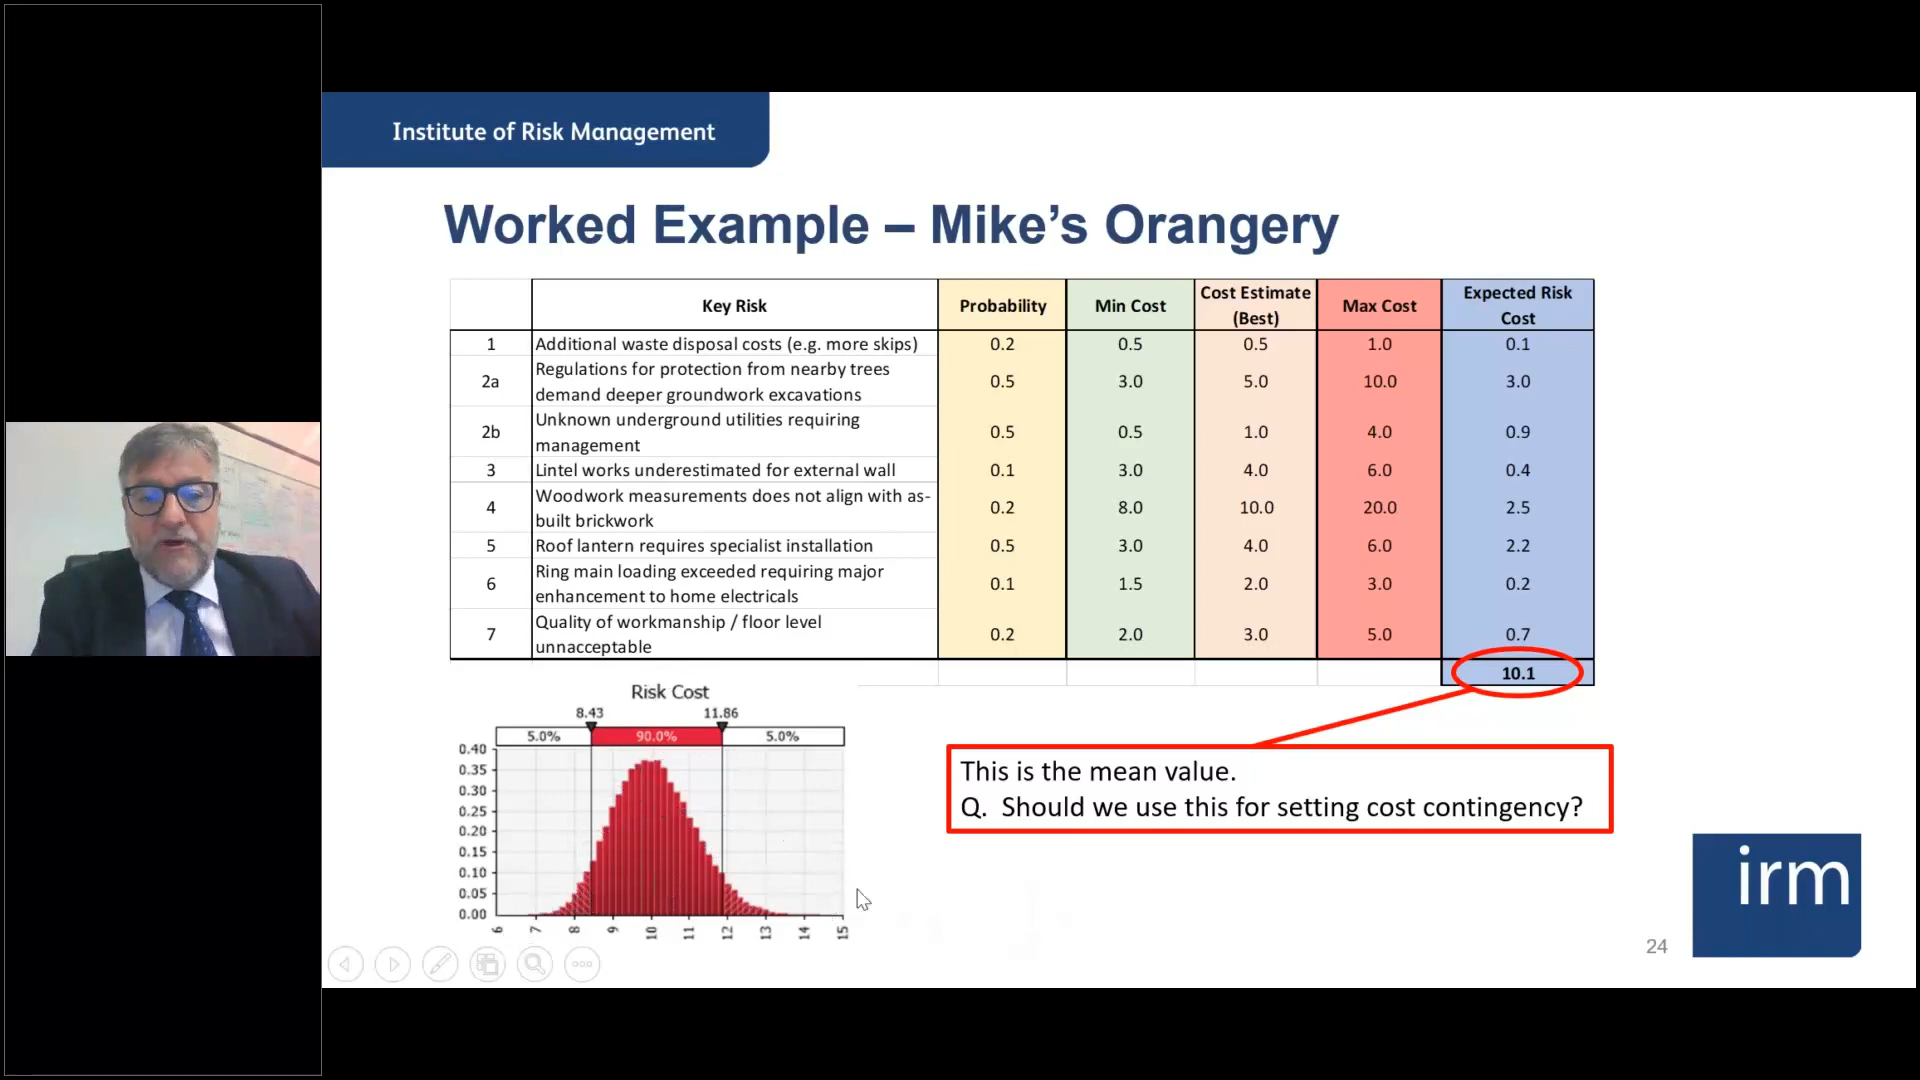 Institute of Risk Management
Worked Example – Mike's Orangery
Key Risk Probability Min Cost Cost Estimate (Best) Max Cost Expected Risk Cost
1 Additional waste disposal costs (e.g. more skips) 0.2 0.5 0.5 1.0 0.1
2a Regulations for protection from nearby trees demand deeper groundwork excavations 0.5 3.0 5.0 10.0 3.0
2b Unknown underground utilities requiring management 0.5 0.5 1.0 4.0 0.9
3 Lintel works underestimated for external wall 0.1 3.0 4.0 6.0 0.4
4 Woodwork measurements does not align with as-built brickwork 0.2 8.0 10.0 20.0 2.5
5 Roof lantern requires specialist installation 0.5 3.0 4.0 6.0 2.2
6 Ring main loading exceeded requiring major enhancement to home electricals 0.1 1.5 2.0 3.0 0.2
7 Quality of workmanship / floor level unnacceptable 0.2 2.0 3.0 5.0 0.7
10.1
Risk Cost
8.43 11.86
5.0% 90.0% 5.0%
0.40
0.35
0.30
0.25
0.20
0.15
0.10
0.05
0.00
6 7 8 9 10 11 12 13 14 15
This is the mean value.
Q. Should we use this for setting cost contingency?
irm
24